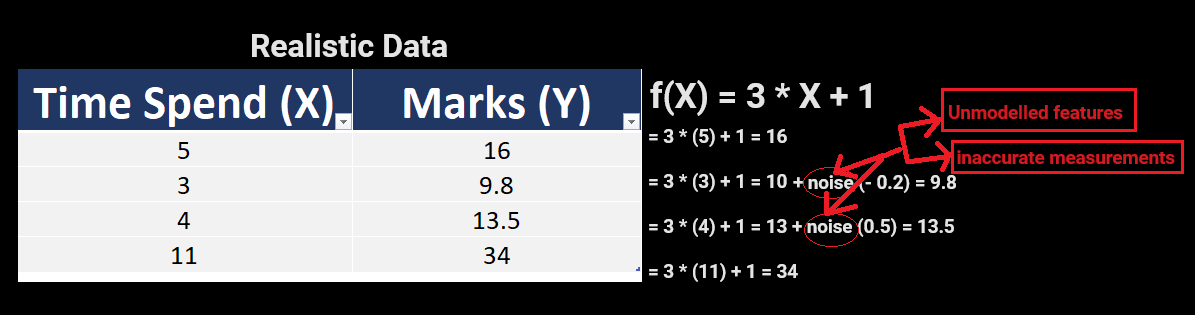 Realistic Data
Time Spend (X) Marks (Y)
5 16
3 9.8
4 13.5
11 34
f(X) = 3 * X + 1
= 3 * (5) + 1 = 16
= 3 * (3) + 1 = 10 + noise (- 0.2) = 9.8
= 3 * (4) + 1 = 13 + noise (0.5) = 13.5
= 3 * (11) + 1 = 34
Unmodelled features
inaccurate measurements